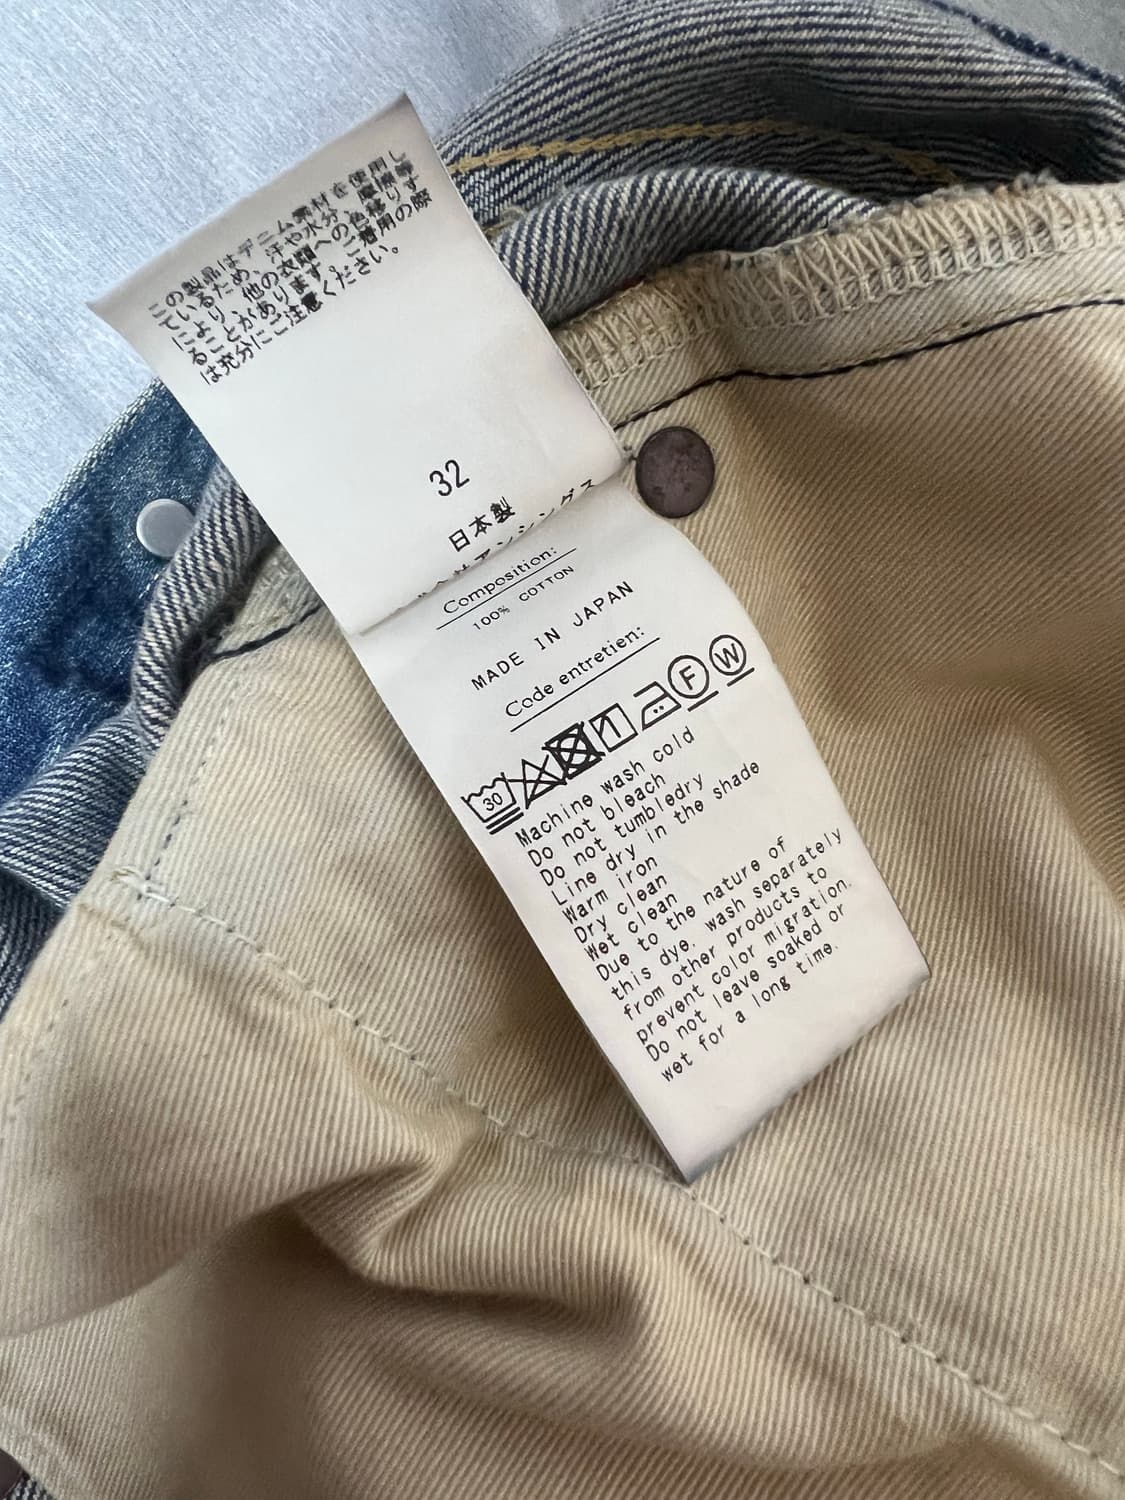 この製品はデニム素材を使用し
ているため、汗や水分、摩擦等
により、他の衣類への色移りす
ることがあります。ご着用の際
は充分にご注意ください。
32
日本製
Composition:
100% COTTON
MADE IN JAPAN
Code entretien:
30 F W
Machine wash cold
Do not bleach
Do not tumbledry
Line dry in the shade
Warm iron
Dry clean
Wet clean
Due to the nature of
this dye, wash separately
from other products to
prevent color migration.
Do not leave soaked or
wet for a long time.